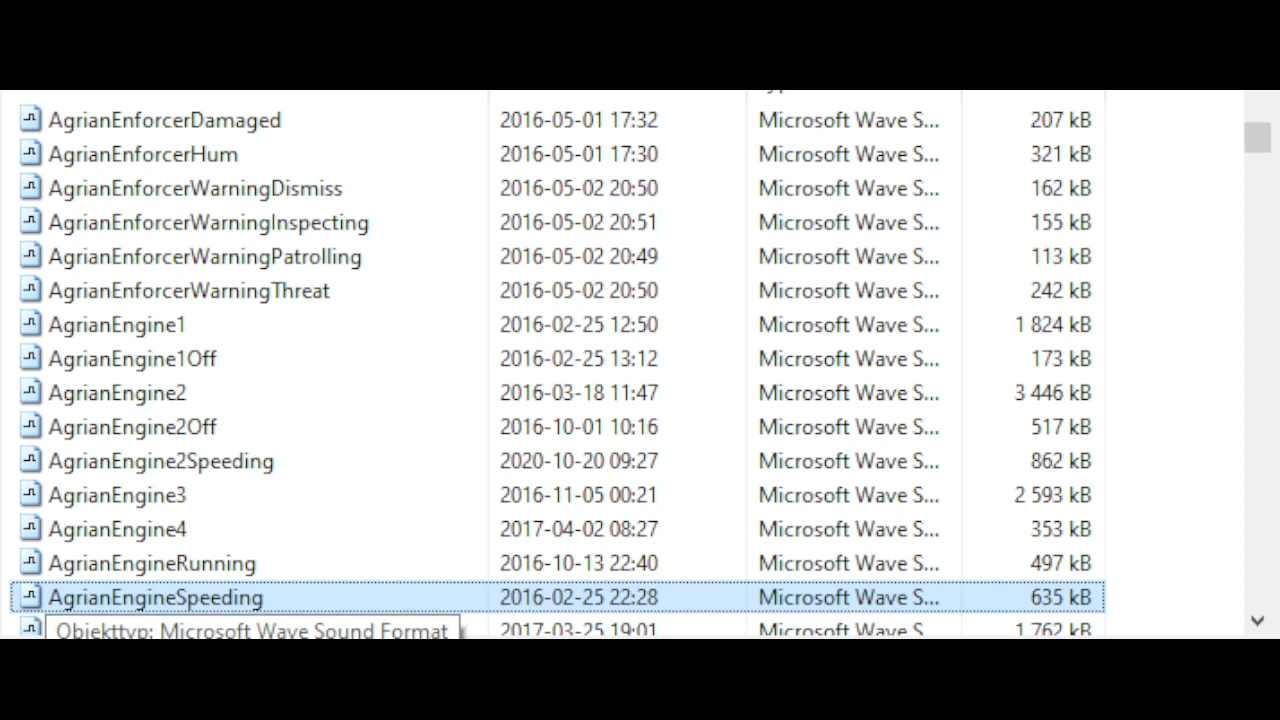 AgrianEnforcerDamaged 2016-05-01 17:32 Microsoft Wave S... 207 kB
AgrianEnforcerHum 2016-05-01 17:30 Microsoft Wave S... 321 kB
AgrianEnforcerWarningDismiss 2016-05-02 20:50 Microsoft Wave S... 162 kB
AgrianEnforcerWarningInspecting 2016-05-02 20:51 Microsoft Wave S... 155 kB
AgrianEnforcerWarningPatrolling 2016-05-02 20:49 Microsoft Wave S... 113 kB
AgrianEnforcerWarningThreat 2016-05-02 20:50 Microsoft Wave S... 242 kB
AgrianEngine1 2016-02-25 12:50 Microsoft Wave S... 1 824 kB
AgrianEngine1Off 2016-02-25 13:12 Microsoft Wave S... 173 kB
AgrianEngine2 2016-03-18 11:47 Microsoft Wave S... 3 446 kB
AgrianEngine2Off 2016-10-01 10:16 Microsoft Wave S... 517 kB
AgrianEngine2Speeding 2020-10-20 09:27 Microsoft Wave S... 862 kB
AgrianEngine3 2016-11-05 00:21 Microsoft Wave S... 2 593 kB
AgrianEngine4 2017-04-02 08:27 Microsoft Wave S... 353 kB
AgrianEngineRunning 2016-10-13 22:40 Microsoft Wave S... 497 kB
AgrianEngineSpeeding 2016-02-25 22:28 Microsoft Wave S... 635 kB
Objekttyp: Microsoft Wave Sound Format 2017-03-25 19:01 Microsoft Wave S 1 762 kB